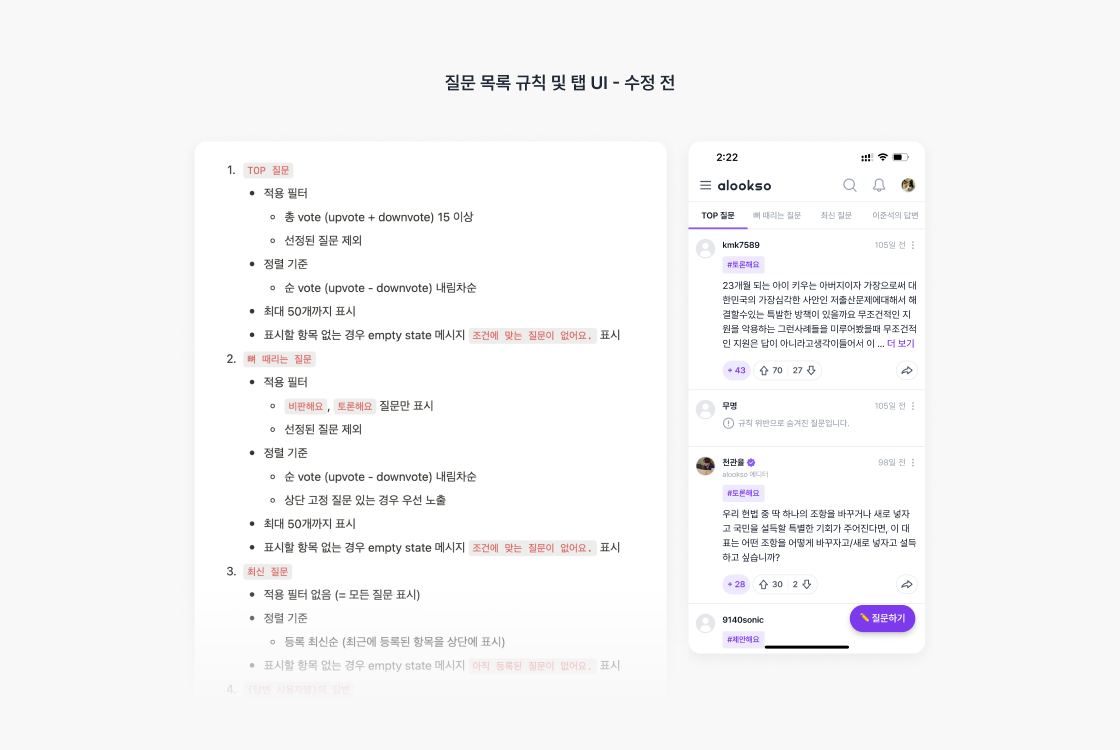 질문 목록 규칙 및 탭 UI - 수정 전
1. TOP 질문
• 적용 필터
◦ 총 vote (upvote + downvote) 15 이상
◦ 선정된 질문 제외
• 정렬 기준
◦ 순 vote (upvote - downvote) 내림차순
• 최대 50개까지 표시
• 표시할 항목 없는 경우 empty state 메시지 조건에 맞는 질문이 없어요. 표시
2. 뼈 때리는 질문
• 적용 필터
◦ 비판해요, 토론해요 질문만 표시
◦ 선정된 질문 제외
• 정렬 기준
◦ 순 vote (upvote - downvote) 내림차순
◦ 상단 고정 질문 있는 경우 우선 노출
• 최대 50개까지 표시
• 표시할 항목 없는 경우 empty state 메시지 조건에 맞는 질문이 없어요. 표시
3. 최신 질문
• 적용 필터 없음 (= 모든 질문 표시)
• 정렬 기준
◦ 등록 최신순 (최근에 등록된 항목을 상단에 표시)
• 표시할 항목 없는 경우 empty state 메시지 아직 등록된 질문이 없어요. 표시
4. (답변 사용자명)의 답변
2:22
alookso
TOP 질문 뼈 때리는 질문 최신 질문 이준석의 답변
kmk7589 105일 전
#토론해요
23개월 되는 아이 키우는 아버지이자 가장으로써 대
한민국의 가장심각한 사안인 저출산문제에대해서 해
결할수있는 특발한 방책이 있을까요 무조건적인 지
원을 악용하는 그런사례들을 미루어봤을때 무조건적
인 지원은 답이 아니라고생각이들어서 이 ... 더 보기
+ 43 70 27
무명 105일 전
규칙 위반으로 숨겨진 질문입니다.
천관율 98일 전
alookso 에디터
#토론해요
우리 헌법 중 딱 하나의 조항을 바꾸거나 새로 넣자
고 국민을 설득할 특별한 기회가 주어진다면, 이 대
표는 어떤 조항을 어떻게 바꾸자고/새로 넣자고 설득
하고 싶습니까?
+ 28 30 2
9140sonic
#제안해요
질문하기